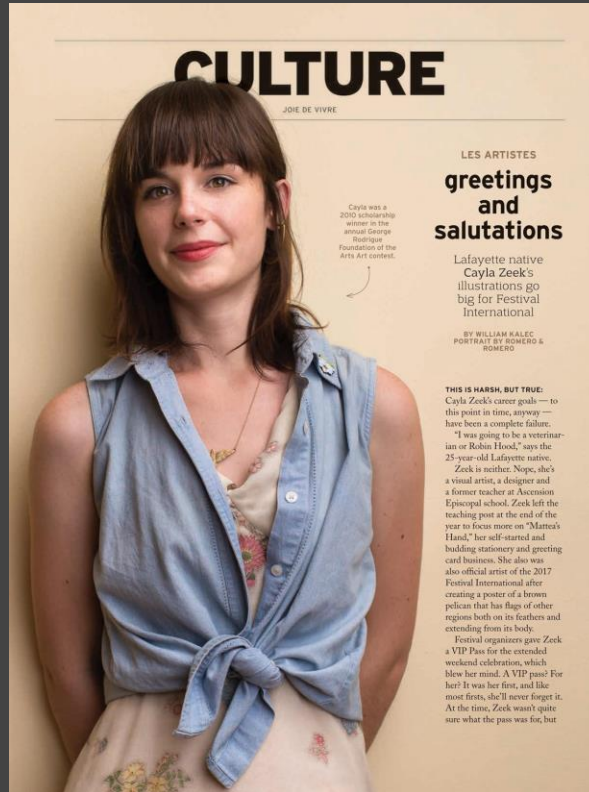 CULTURE
JOIE DE VIVRE
Cayla was a
2010 scholarship
winner in the
annual George
Rodrigue
Foundation of the
Arts Art contest.
LES ARTISTES
greetings
and
salutations
Lafayette native
Cayla Zeek's
illustrations go
big for Festival
International
BY WILLIAM KALEC
PORTRAIT BY ROMERO &
ROMERO
THIS IS HARSH, BUT TRUE:
Cayla Zeek's career goals — to
this point in time, anyway —
have been a complete failure.
"I was going to be a veterinar-
ian or Robin Hood," says the
25-year-old Lafayette native.
Zeek is neither. Nope, she's
a visual artist, a designer and
a former teacher at Ascension
Episcopal school. Zeek left the
teaching post at the end of the
year to focus more on "Mattea's
Hand," her self-started and
budding stationery and greeting
card business. She also was
also official artist of the 2017
Festival International after
creating a poster of a brown
pelican that has flags of other
regions both on its feathers and
extending from its body.
Festival organizers gave Zeek
a VIP Pass for the extended
weekend celebration, which
blew her mind. A VIP pass? For
her? It was her first, and like
most firsts, she'll never forget it.
At the time, Zeek wasn't quite
sure what the pass was for, but